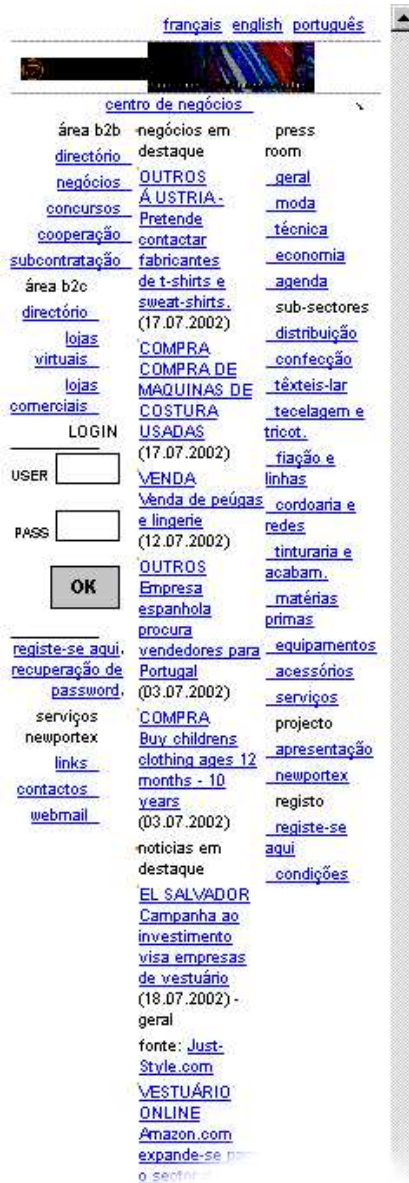 français english português
centro de negócios
área b2b
directório
negócios
concursos
cooperação
subcontratação
área b2c
directório
lojas
virtuais
lojas
comerciais
LOGIN
USER
PASS
OK
registe-se aqui.
recuperação de
password.
serviços
newportex
links
contactos
webmail
negócios em
destaque
OUTROS
ÁUSTRIA -
Pretende
contactar
fabricantes
de t-shirts e
sweat-shirts.
(17.07.2002)
COMPRA
COMPRA DE
MAQUINAS DE
COSTURA
USADAS
(17.07.2002)
VENDA
Venda de peúgas
e lingerie
(12.07.2002)
OUTROS
Empresa
espanhola
procura
vendedores para
Portugal
(03.07.2002)
COMPRA
Buy childrens
clothing ages 12
months - 10
years
(03.07.2002)
noticias em
destaque
EL SALVADOR
Campanha ao
investimento
visa empresas
de vestuário
(18.07.2002) -
geral
fonte: Just-
Style.com
VESTUÁRIO
ONLINE
Amazon.com
expande-se
press
room
geral
moda
técnica
economia
agenda
sub-sectores
distribuição
confecção
têxteis-lar
tecelagem e
tricot.
fiação e
linhas
cordoaria e
redes
tinturaria e
acabam.
matérias
primas
equipamentos
acessórios
serviços
projecto
apresentação
newportex
registo
registe-se
aqui
condições